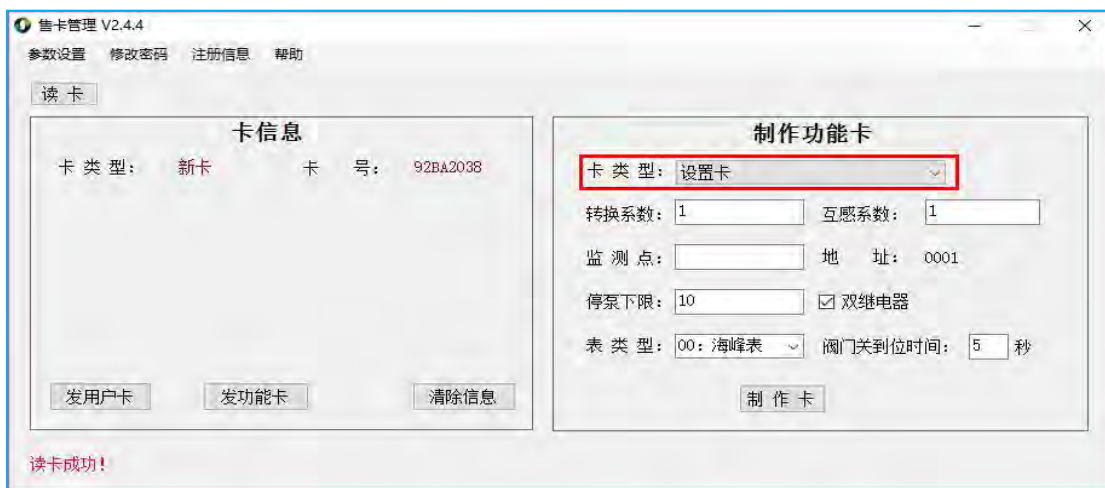 售卡管理 V2.4.4
参数设置 修改密码 注册信息 帮助
读 卡
卡信息
卡 类 型： 新卡 卡 号： 92BA2038
发用户卡 发功能卡 清除信息
制作功能卡
卡 类 型： 设置卡
转换系数： 1 互感系数： 1
监 测 点： 地 址： 0001
停泵下限： 10 双继电器
表 类 型： 00：海峰表 阀门关到位时间： 5 秒
制 作 卡
读卡成功！